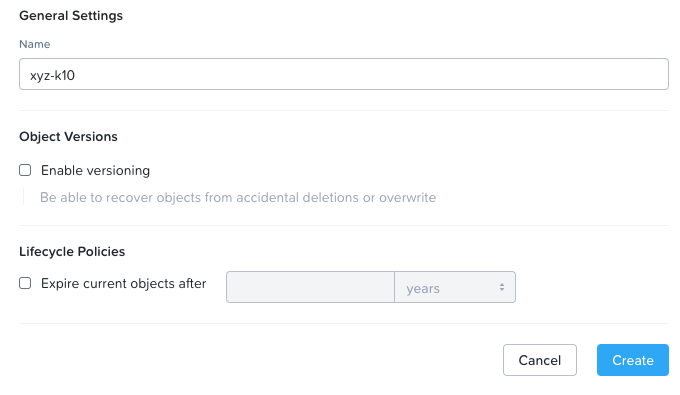 General Settings
Name
xyz-k10
Object Versions
Enable versioning
Be able to recover objects from accidental deletions or overwrite
Lifecycle Policies
Expire current objects after years
Cancel Create